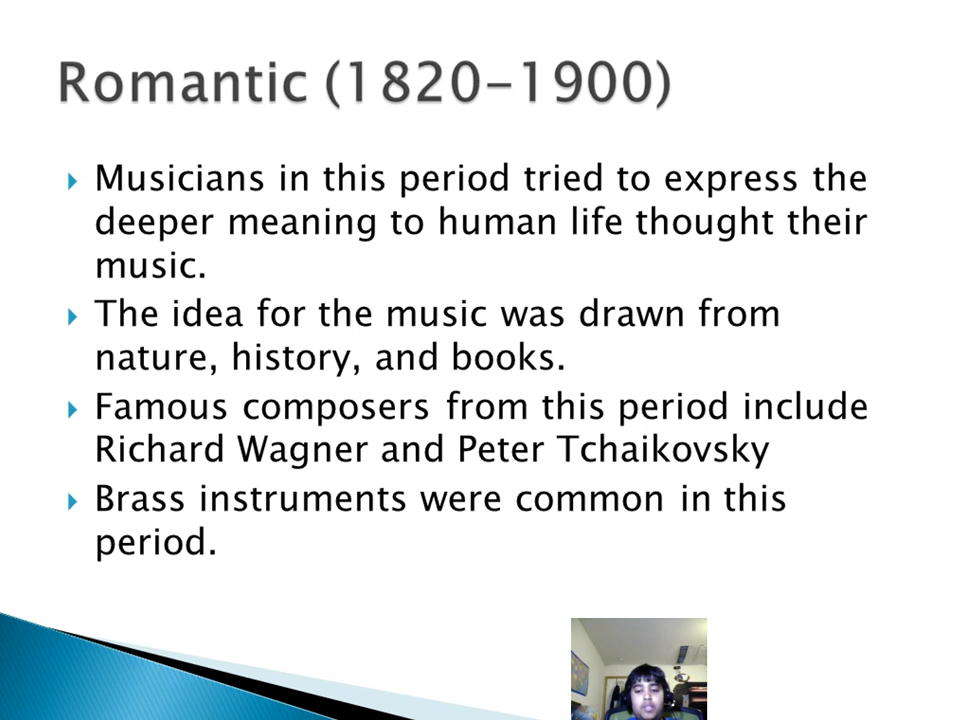 Romantic (1820-1900)
Musicians in this period tried to express the
deeper meaning to human life thought their
music.
The idea for the music was drawn from
nature, history, and books.
Famous composers from this period include
Richard Wagner and Peter Tchaikovsky
Brass instruments were common in this
period.